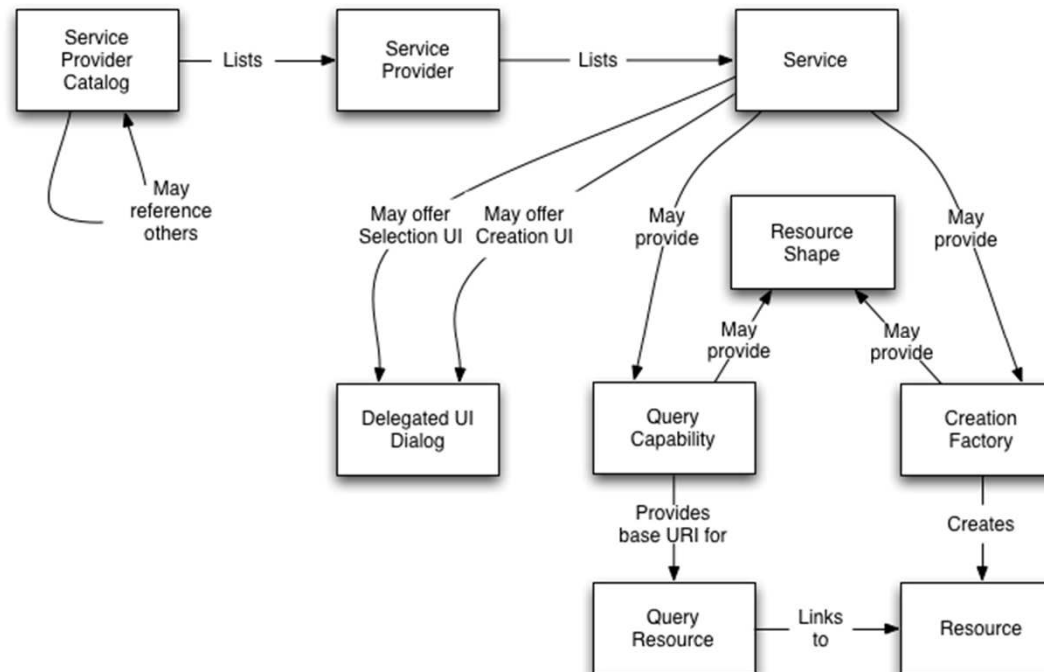 Service
Provider
Catalog
Lists
Service
Provider
Lists
Service
May
reference
others
May offer
Selection UI
May offer
Creation UI
May
provide
Resource
Shape
May
provide
May
provide
May
provide
Delegated UI
Dialog
Query
Capability
Creation
Factory
Provides
base URI for
Creates
Query
Resource
Links
to
Resource